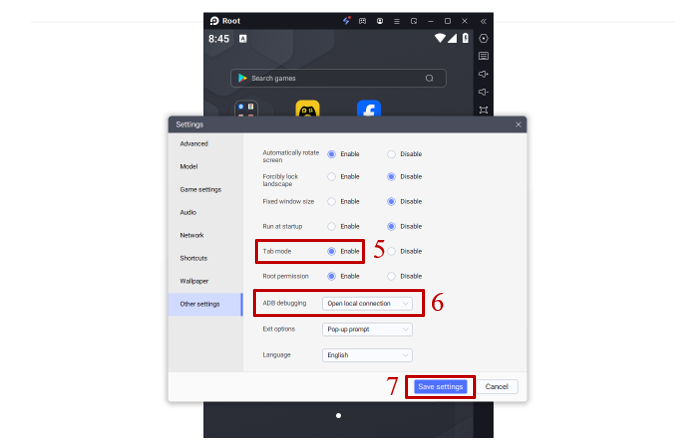 Root
8:45 A
Search games
Settings
Advanced
Model
Game settings
Audio
Network
Shortcuts
Wallpaper
Other settings
Automatically rotate
screen
Enable Disable
Forcibly lock
landscape
Enable Disable
Fixed window size Enable Disable
Run at startup Enable Disable
Tab mode Enable Disable 5
Root permission Enable Disable
ADB debugging Open local connection 6
Exit options Pop-up prompt
Language English
7 Save settings Cancel